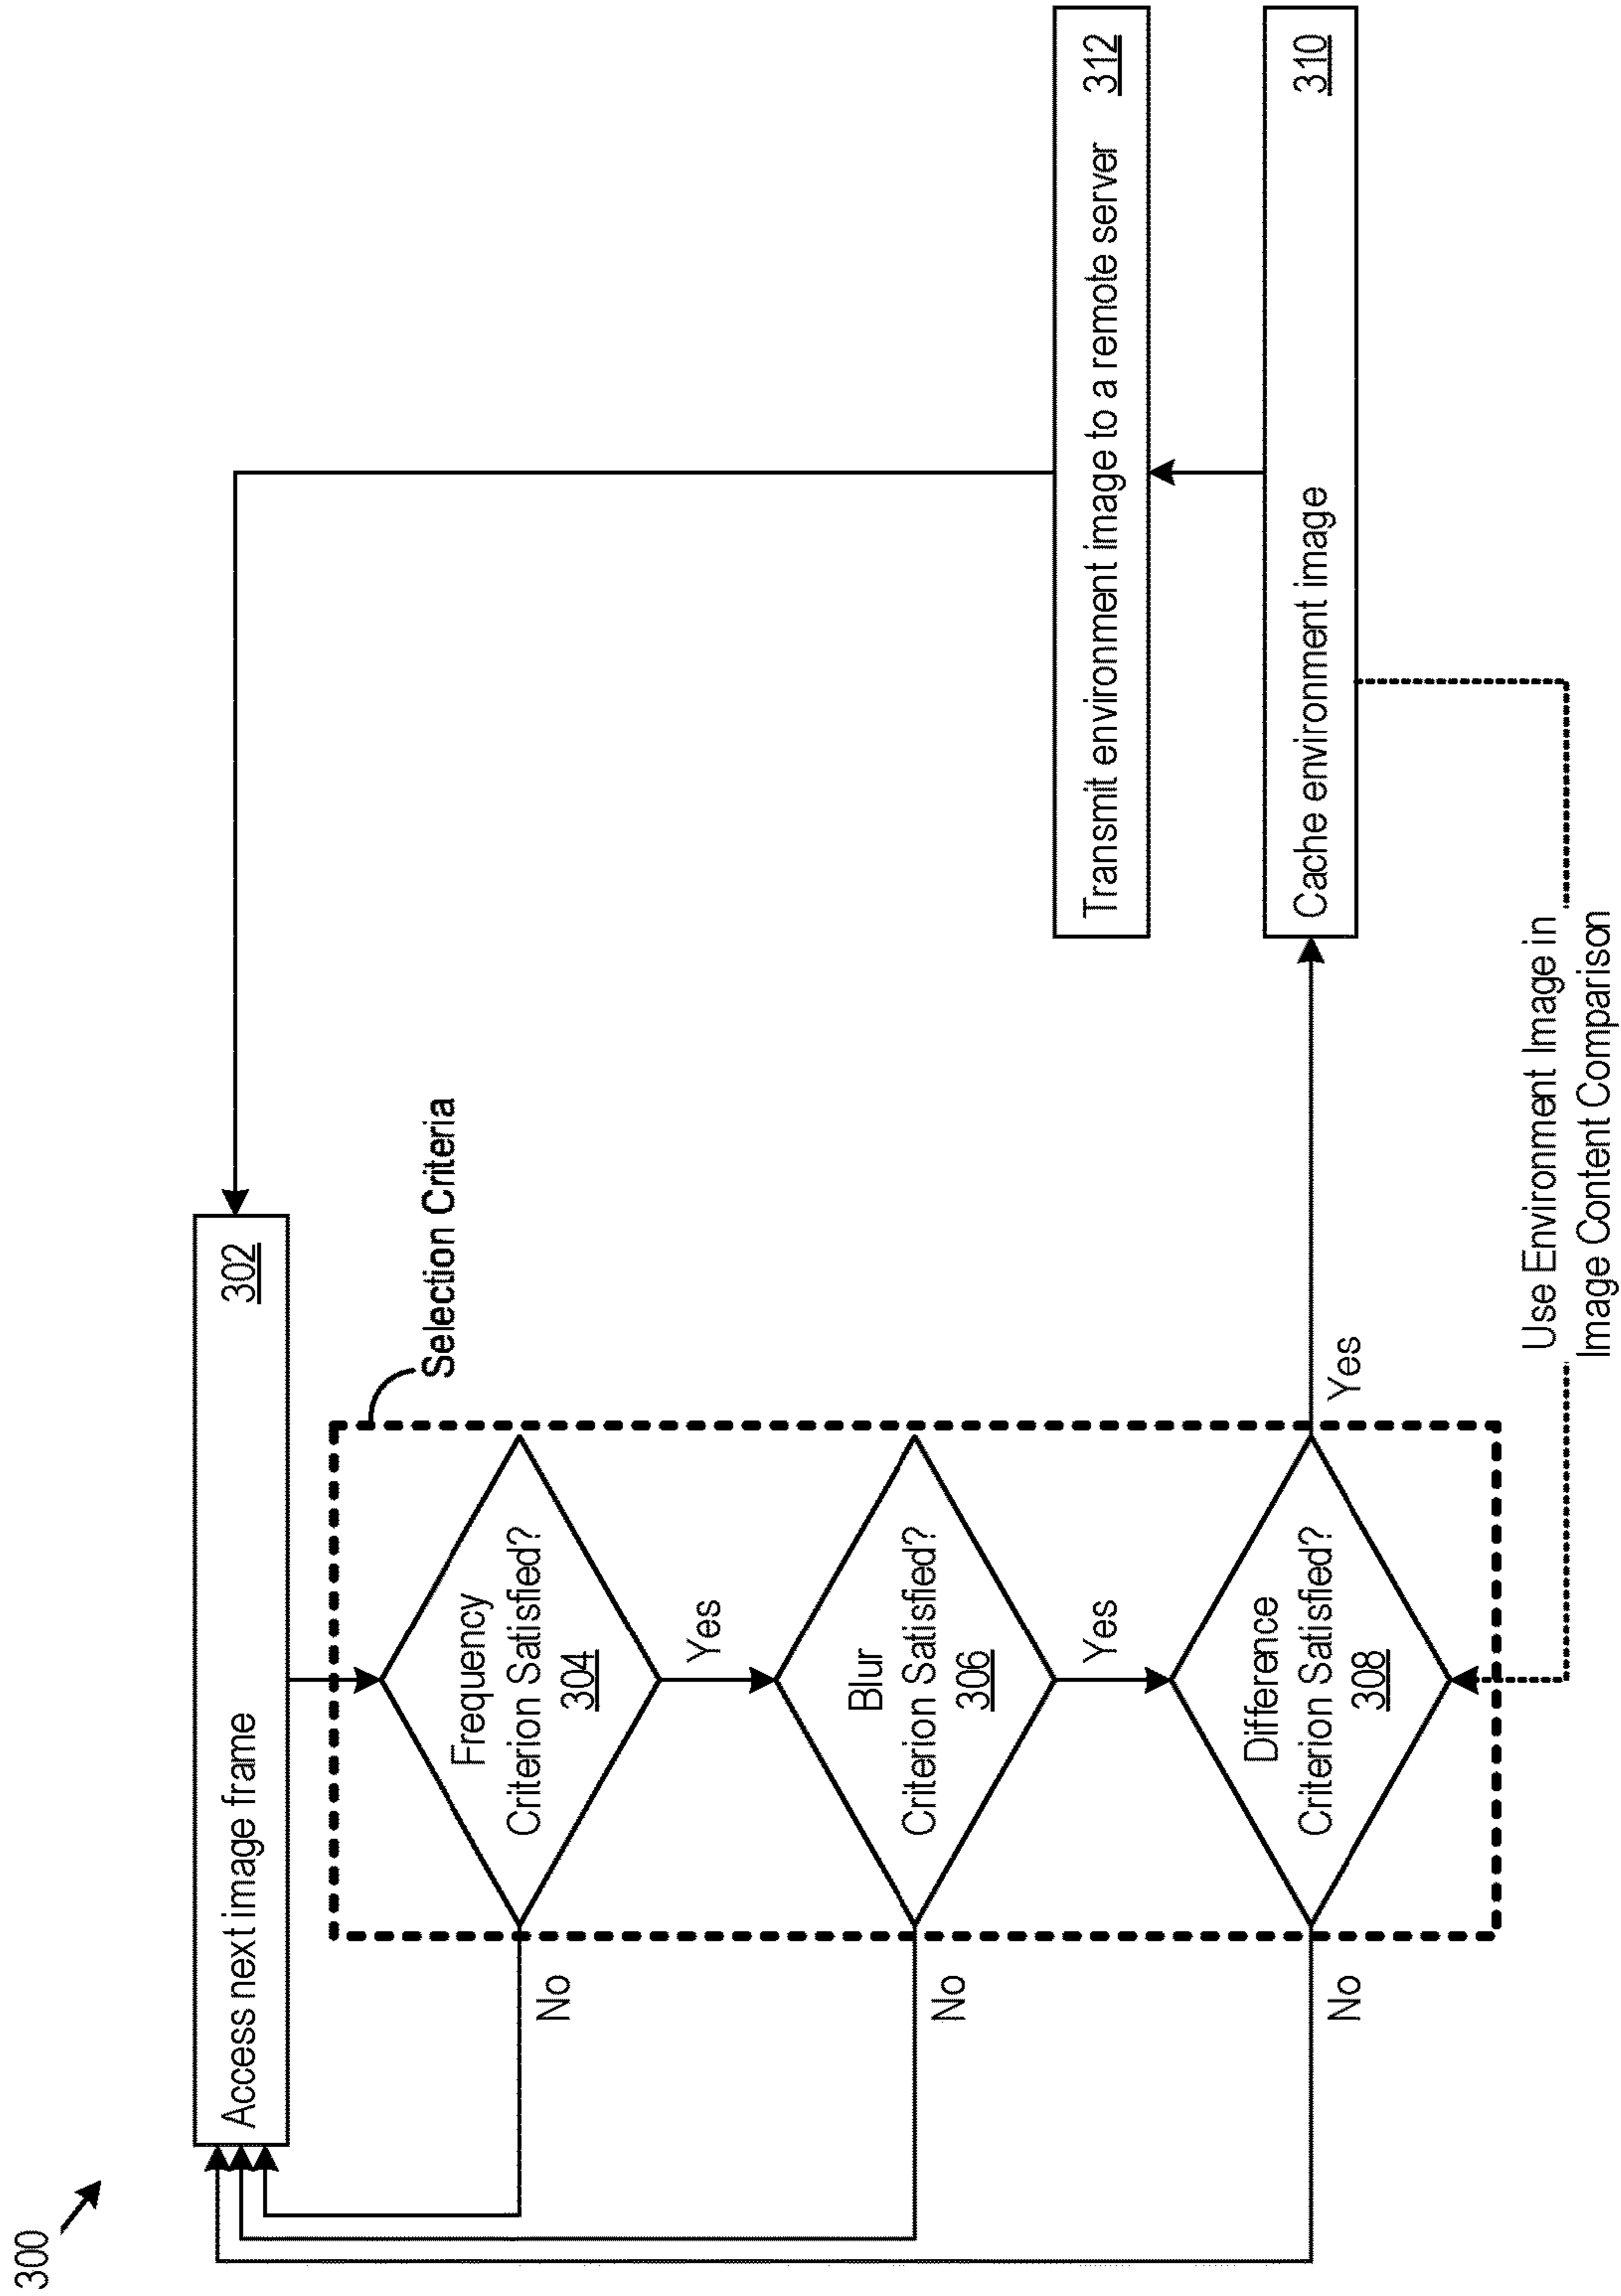 300
Access next image frame 302
Selection Criteria
Frequency
Criterion Satisfied?
304
No
Yes
Blur
Criterion Satisfied?
306
No
Yes
Difference
Criterion Satisfied?
308
No
Yes
Transmit environment image to a remote server 312
Cache environment image 310
Use Environment Image in
Image Content Comparison